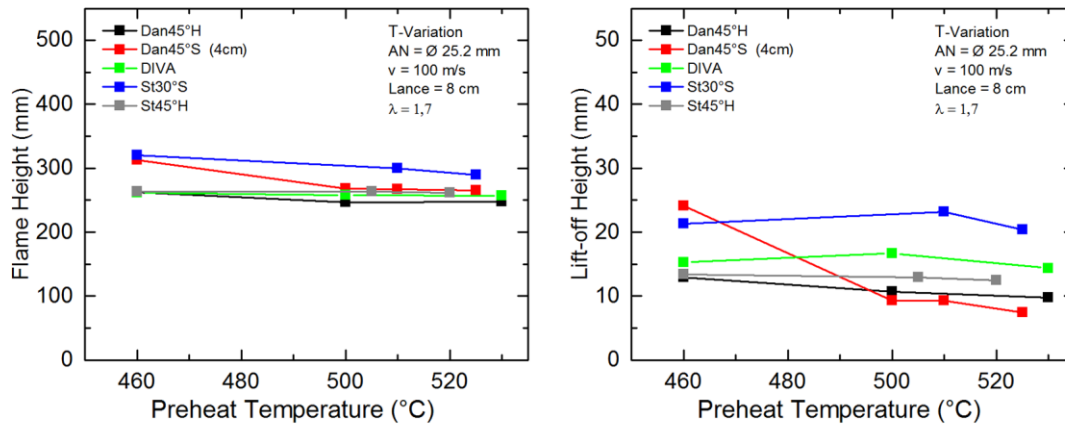 Flame Height (mm)
500
400
300
200
100
0
Dan45°H
Dan45°S (4cm)
DIVA
St30°S
St45°H
T-Variation
AN = Ø 25.2 mm
v = 100 m/s
Lance = 8 cm
λ = 1,7
460 480 500 520
Preheat Temperature (°C)
Lift-off Height (mm)
50
40
30
20
10
0
Dan45°H
Dan45°S (4cm)
DIVA
St30°S
St45°H
T-Variation
AN = Ø 25.2 mm
v = 100 m/s
Lance = 8 cm
λ = 1,7
460 480 500 520
Preheat Temperature (°C)